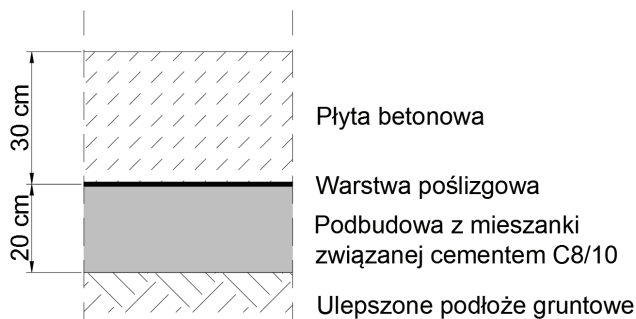 30 cm
Płyta betonowa
Warstwa poślizgowa
20 cm
Podbudowa z mieszanki
związanej cementem C8/10
Ulepszone podłoże gruntowe